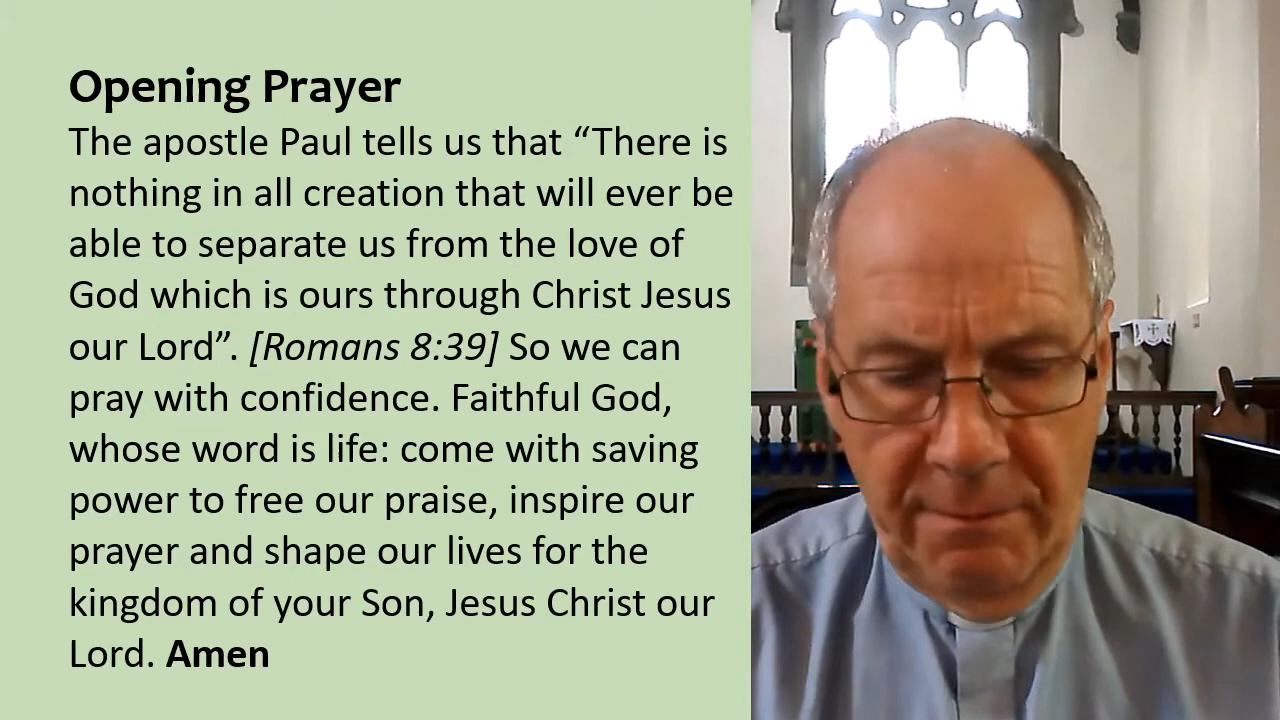 Opening Prayer
The apostle Paul tells us that “There is
nothing in all creation that will ever be
able to separate us from the love of
God which is ours through Christ Jesus
our Lord”. [Romans 8:39] So we can
pray with confidence. Faithful God,
whose word is life: come with saving
power to free our praise, inspire our
prayer and shape our lives for the
kingdom of your Son, Jesus Christ our
Lord. Amen